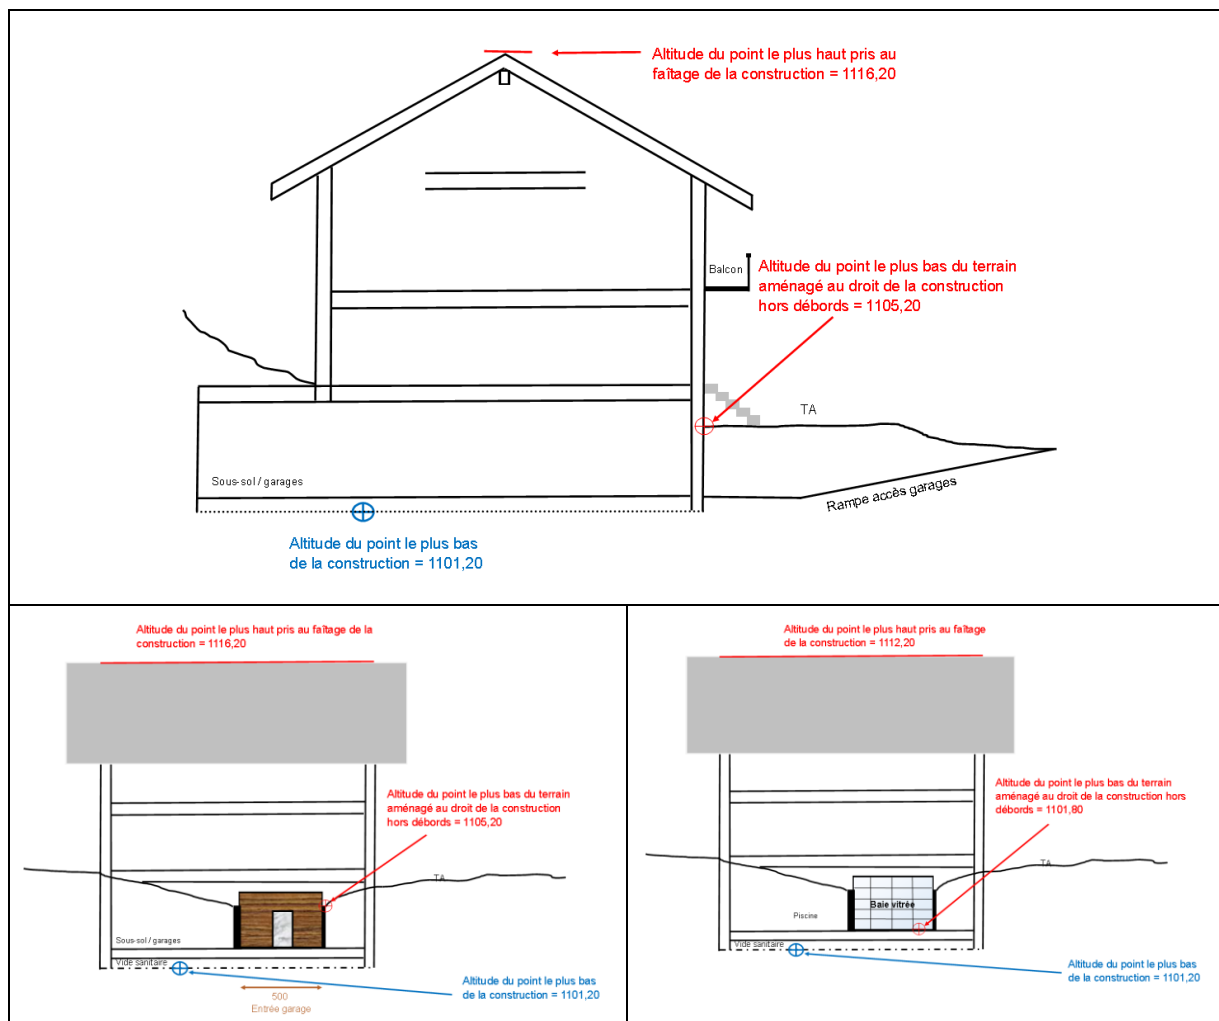 Altitude du point le plus haut pris au
faîtage de la construction = 1116,20
Balcon
Altitude du point le plus bas du terrain
aménagé au droit de la construction
hors débords = 1105,20
TA
Sous-sol / garages
Rampe accès garages
Altitude du point le plus bas
de la construction = 1101,20
Altitude du point le plus haut pris au faîtage de la
construction = 1116,20
Altitude du point le plus bas du terrain
aménagé au droit de la construction
hors débords = 1105,20
TA
Sous-sol / garages
Vide sanitaire
Altitude du point le plus bas
de la construction = 1101,20
500
Entrée garage
Altitude du point le plus haut pris au faîtage
de la construction = 1112,20
Altitude du point le plus bas du terrain
aménagé au droit de la construction hors
débords = 1101,80
TA
Baie vitrée
Piscine
Vide sanitaire
Altitude du point le plus bas
de la construction = 1101,20